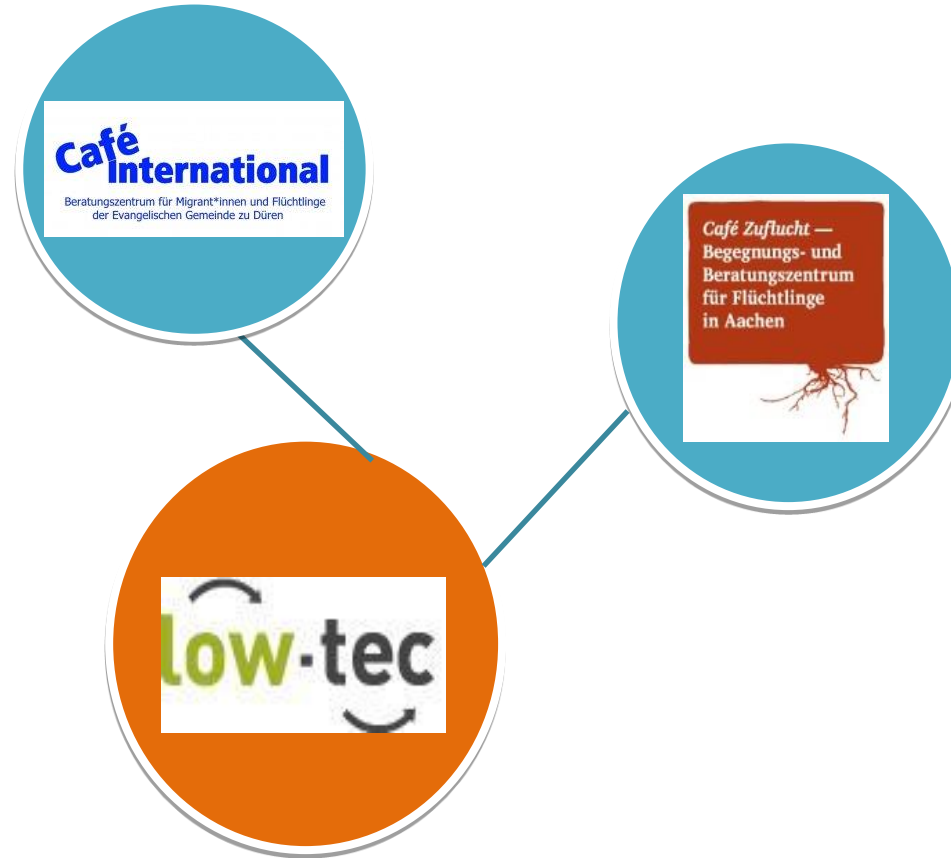 Café
International
Beratungszentrum für Migrant*innen und Flüchtlinge
der Evangelischen Gemeinde zu Düren
Café Zuflucht —
Begegnungs- und
Beratungszentrum
für Flüchtlinge
in Aachen
low-tec